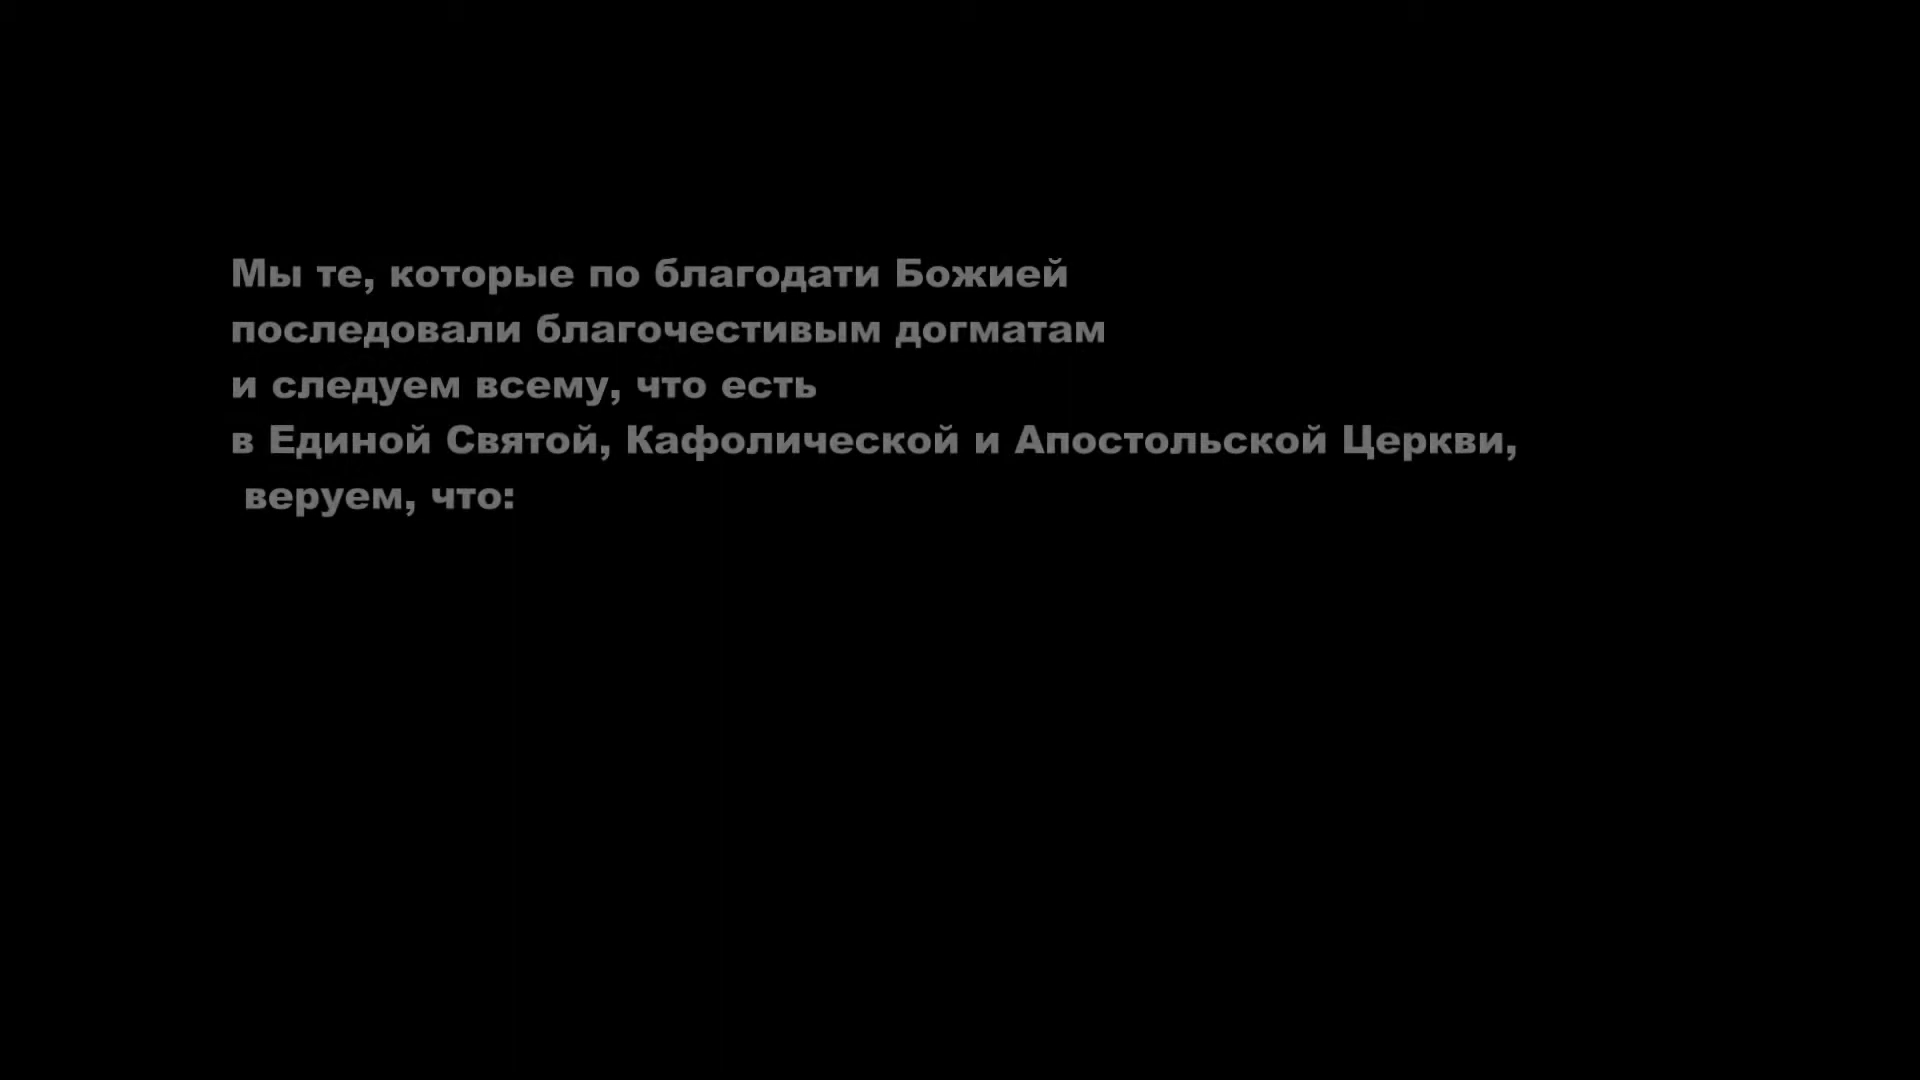 Мы те, которые по благодати Божией
последовали благочестивым догматам
и следуем всему, что есть
в Единой Святой, Кафолической и Апостольской Церкви,
веруем, что: